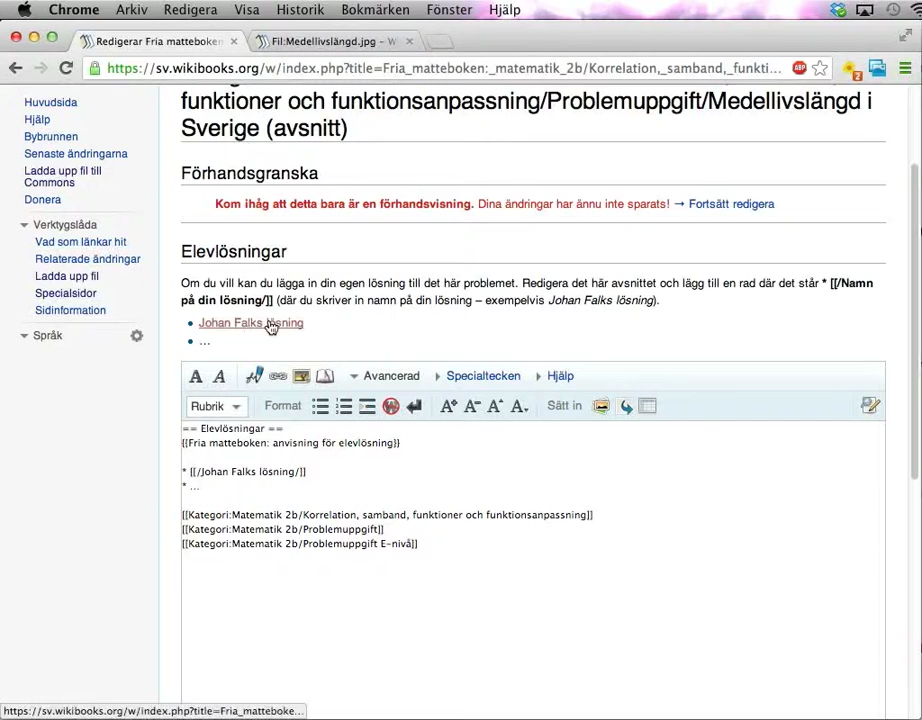 Chrome Arkiv Redigera Visa Historik Bokmärken Fönster Hjälp
Redigerar Fria matteboken
Fil:Medellivslängd.jpg – W
https://sv.wikibooks.org/w/index.php?title=Fria_matteboken:_matematik_2b/Korrelation,_samband,_funkti...
ABP
2
Huvudsida
Hjälp
Bybrunnen
Senaste ändringarna
Ladda upp fil till
Commons
Donera
Verktygslåda
Vad som länkar hit
Relaterade ändringar
Ladda upp fil
Specialsidor
Sidinformation
Språk
funktioner och funktionsanpassning/Problemuppgift/Medellivslängd i
Sverige (avsnitt)
Förhandsgranska
Kom ihåg att detta bara är en förhandsvisning. Dina ändringar har ännu inte sparats! → Fortsätt redigera
Elevlösningar
Om du vill kan du lägga in din egen lösning till det här problemet. Redigera det här avsnittet och lägg till en rad där det står * [[/Namn
på din lösning/]] (där du skriver in namn på din lösning – exempelvis Johan Falks lösning).
• Johan Falks lösning
• ...
A A Avancerad Specialtecken Hjälp
Rubrik Format A A A A Sätt in
== Elevlösningar ==
{{Fria matteboken: anvisning för elevlösning}}
* [[/Johan Falks lösning/]]
* ...
[[Kategori:Matematik 2b/Korrelation, samband, funktioner och funktionsanpassning]]
[[Kategori:Matematik 2b/Problemuppgift]]
[[Kategori:Matematik 2b/Problemuppgift E-nivå]]
https://sv.wikibooks.org/w/index.php?title=Fria_matteboke...